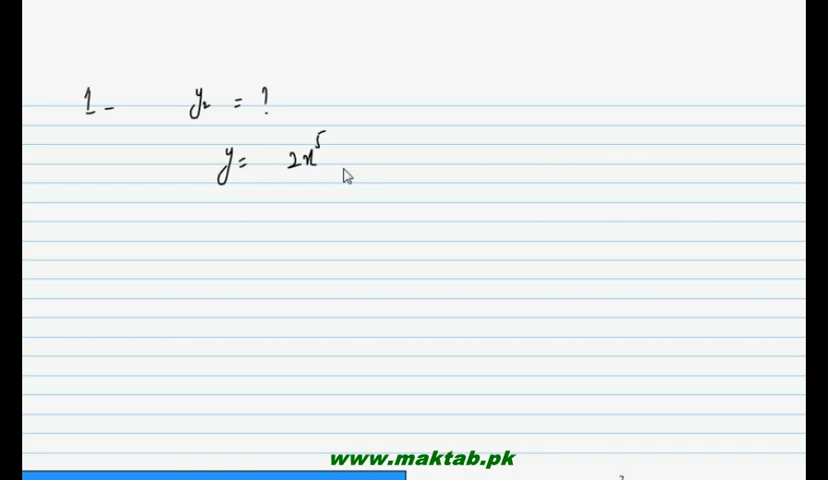 1 - y₂ = ?
y = 2x⁵
www.maktab.pk